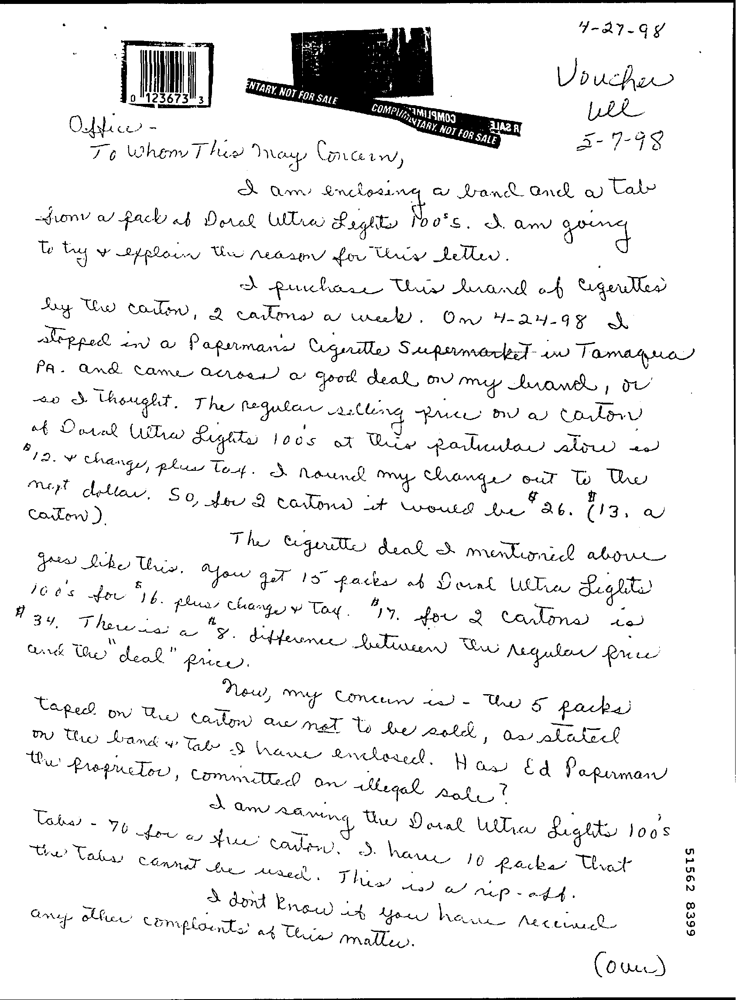 4-27-98
Voucher
5-7-98
0 123673 3
ENTARY. NOT FOR SALE
COMPLIMENTARY. NOT FOR SALE
Office -
To Whom This May Concern,
I am enclosing a band and a tab
from a pack of Doral Ultra Lights 100's. I am going
to try & explain the reason for this letter.
I purchase this brand of cigerettes
by the carton, 2 cartons a week. On 4-24-98 I
stopped in a Paperman's Cigerette Supermarket in Tamaqua
PA. and came across a good deal on my brand, or
so I thought. The regular selling price on a carton
of Doral Ultra Lights 100's at this particular store is
$12. & change, plus tax. I round my change out to the
next dollar. So, for 2 cartons it would be $26. ($13. a
carton).
The cigerette deal I mentioned above
goes like this. You get 15 packs of Doral Ultra Lights
100's for $16. plus change & tax. $17. for 2 cartons is
$34. There is a $8. difference between the regular price
and the "deal" price.
Now, my concern is - the 5 packs
taped on the carton are not to be sold, as stated
on the band & tab I have enclosed. Has Ed Paperman
the proprietor, committed an illegal sale?
I am saving the Doral Ultra Lights 100's
Tabs - 70 for a free carton. I have 10 packs that
the tabs cannot be used. This is a rip-off.
I don't know if you have received
any other complaints of this matter.
(over)
51562 8399